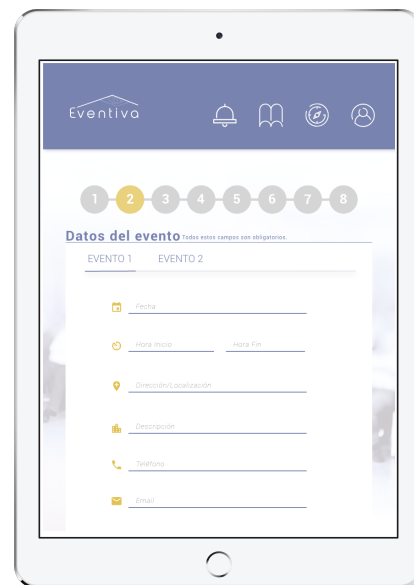 Eventiva
1 2 3 4 5 6 7 8
Datos del evento Todos estos campos son obligatorios.
EVENTO 1 EVENTO 2
Fecha
Hora Inicio Hora Fin
Dirección/Localización
Descripción
Teléfono
Email